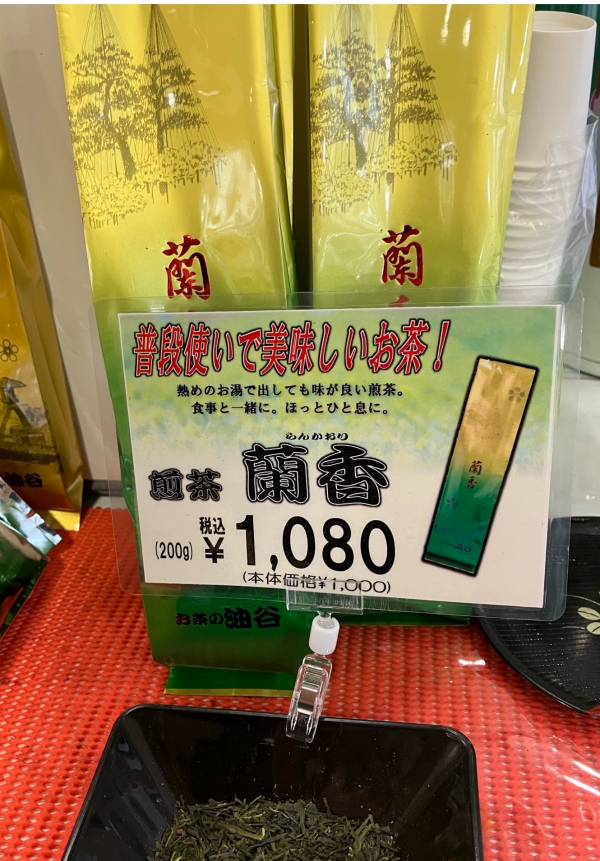 蘭
蘭
普段使いで美味しいお茶!
熱めのお湯で出しても味が良い煎茶。
食事と一緒に。ほっとひと息に。
らんかおり
煎茶 蘭香
(200g) 税込 ¥1,080
(本体価格¥1,000)
蘭香
油谷
お茶の油谷